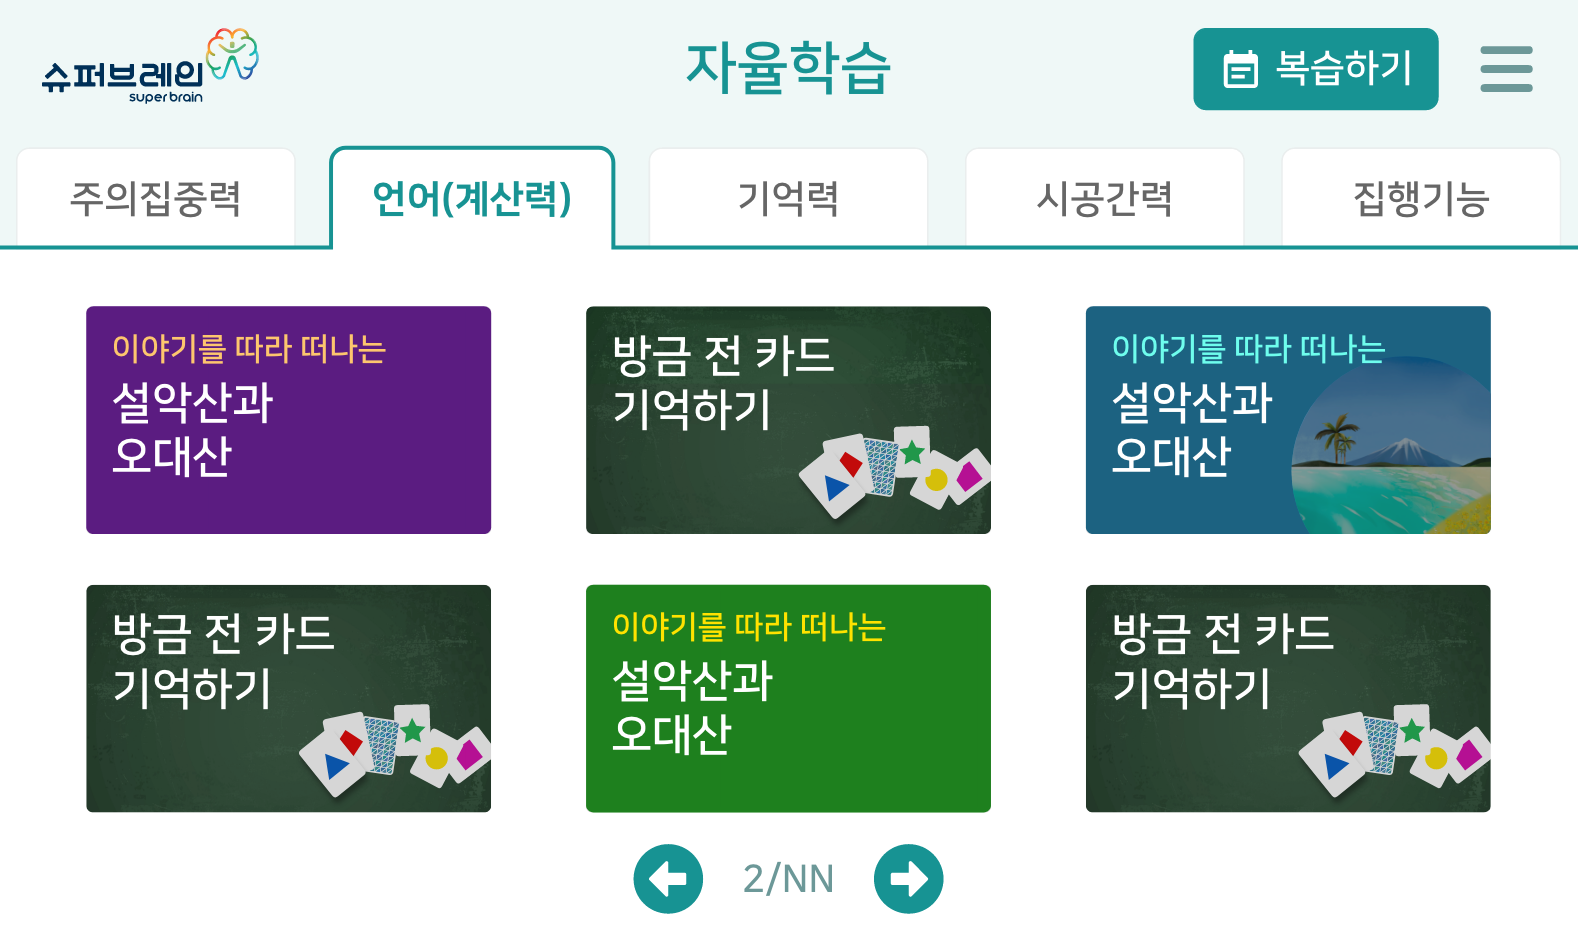 슈퍼브레인
super brain
자율학습
복습하기
주의집중력
언어(계산력)
기억력
시공간력
집행기능
이야기를 따라 떠나는
설악산과
오대산
방금 전 카드
기억하기
이야기를 따라 떠나는
설악산과
오대산
방금 전 카드
기억하기
이야기를 따라 떠나는
설악산과
오대산
방금 전 카드
기억하기
2/NN